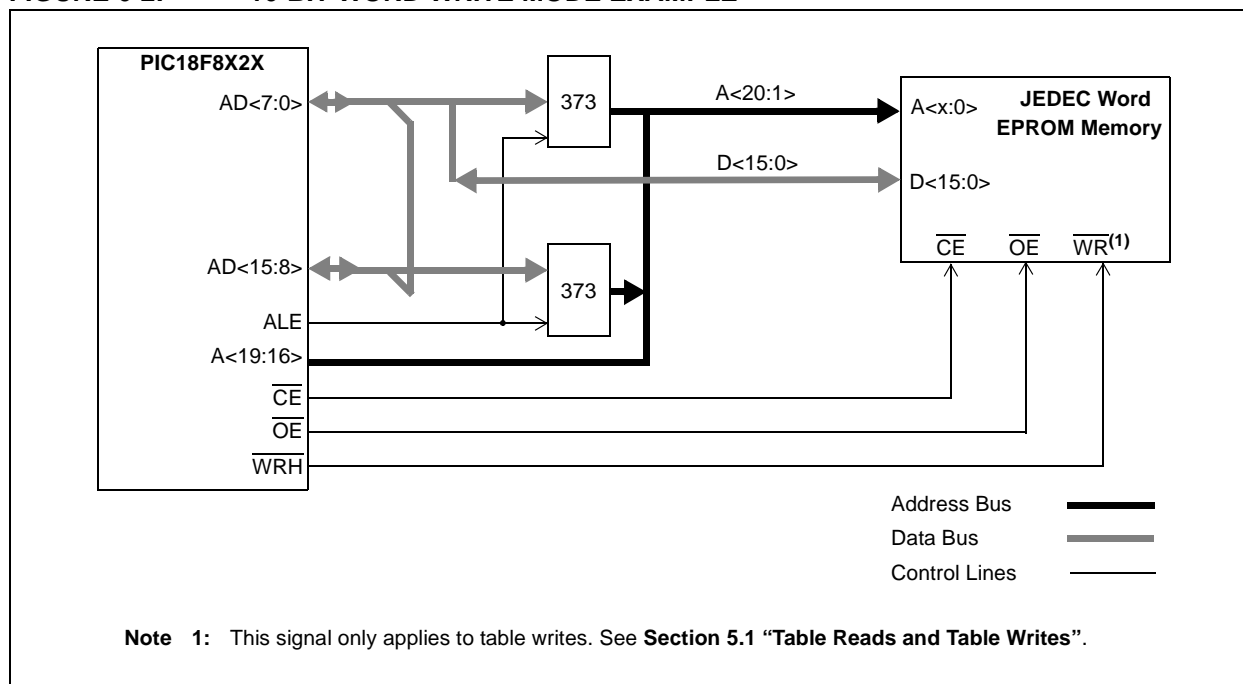 PIC18F8X2X
AD<7:0>
373
A<20:1>
A<x:0>
JEDEC Word
EPROM Memory
D<15:0>
D<15:0>
CE OE WR(1)
AD<15:8>
373
ALE
A<19:16>
CE
OE
WRH
Address Bus
Data Bus
Control Lines
Note 1: This signal only applies to table writes. See Section 5.1 “Table Reads and Table Writes”.